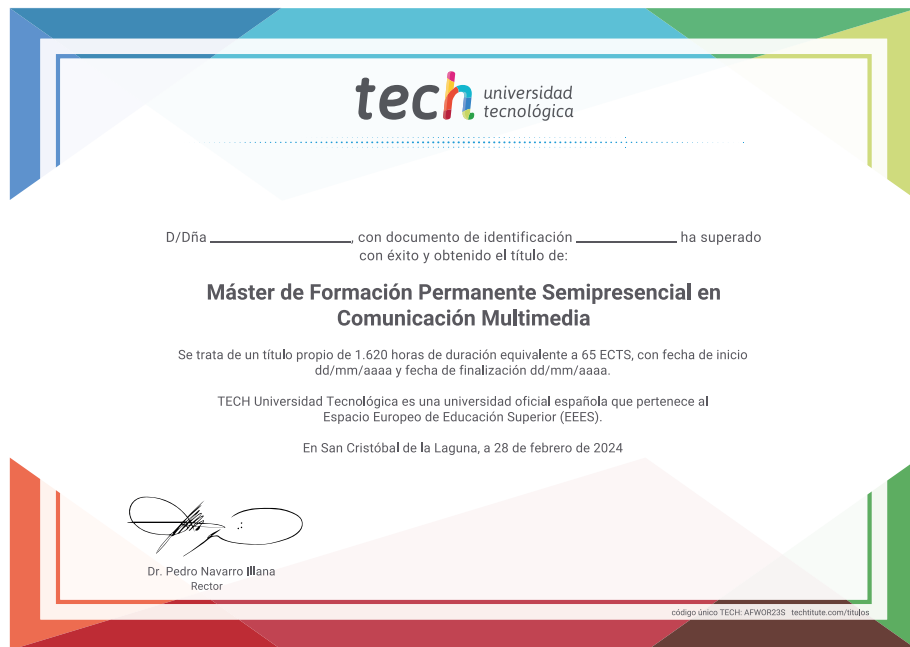 tech universidad
tecnológica
D/Dña ____________, con documento de identificación ____________ ha superado
con éxito y obtenido el título de:
Máster de Formación Permanente Semipresencial en
Comunicación Multimedia
Se trata de un título propio de 1.620 horas de duración equivalente a 65 ECTS, con fecha de inicio
dd/mm/aaaa y fecha de finalización dd/mm/aaaa.
TECH Universidad Tecnológica es una universidad oficial española que pertenece al
Espacio Europeo de Educación Superior (EEES).
En San Cristóbal de la Laguna, a 28 de febrero de 2024
Dr. Pedro Navarro Illana
Rector
código único TECH: AFWOR23S techtitute.com/titulos